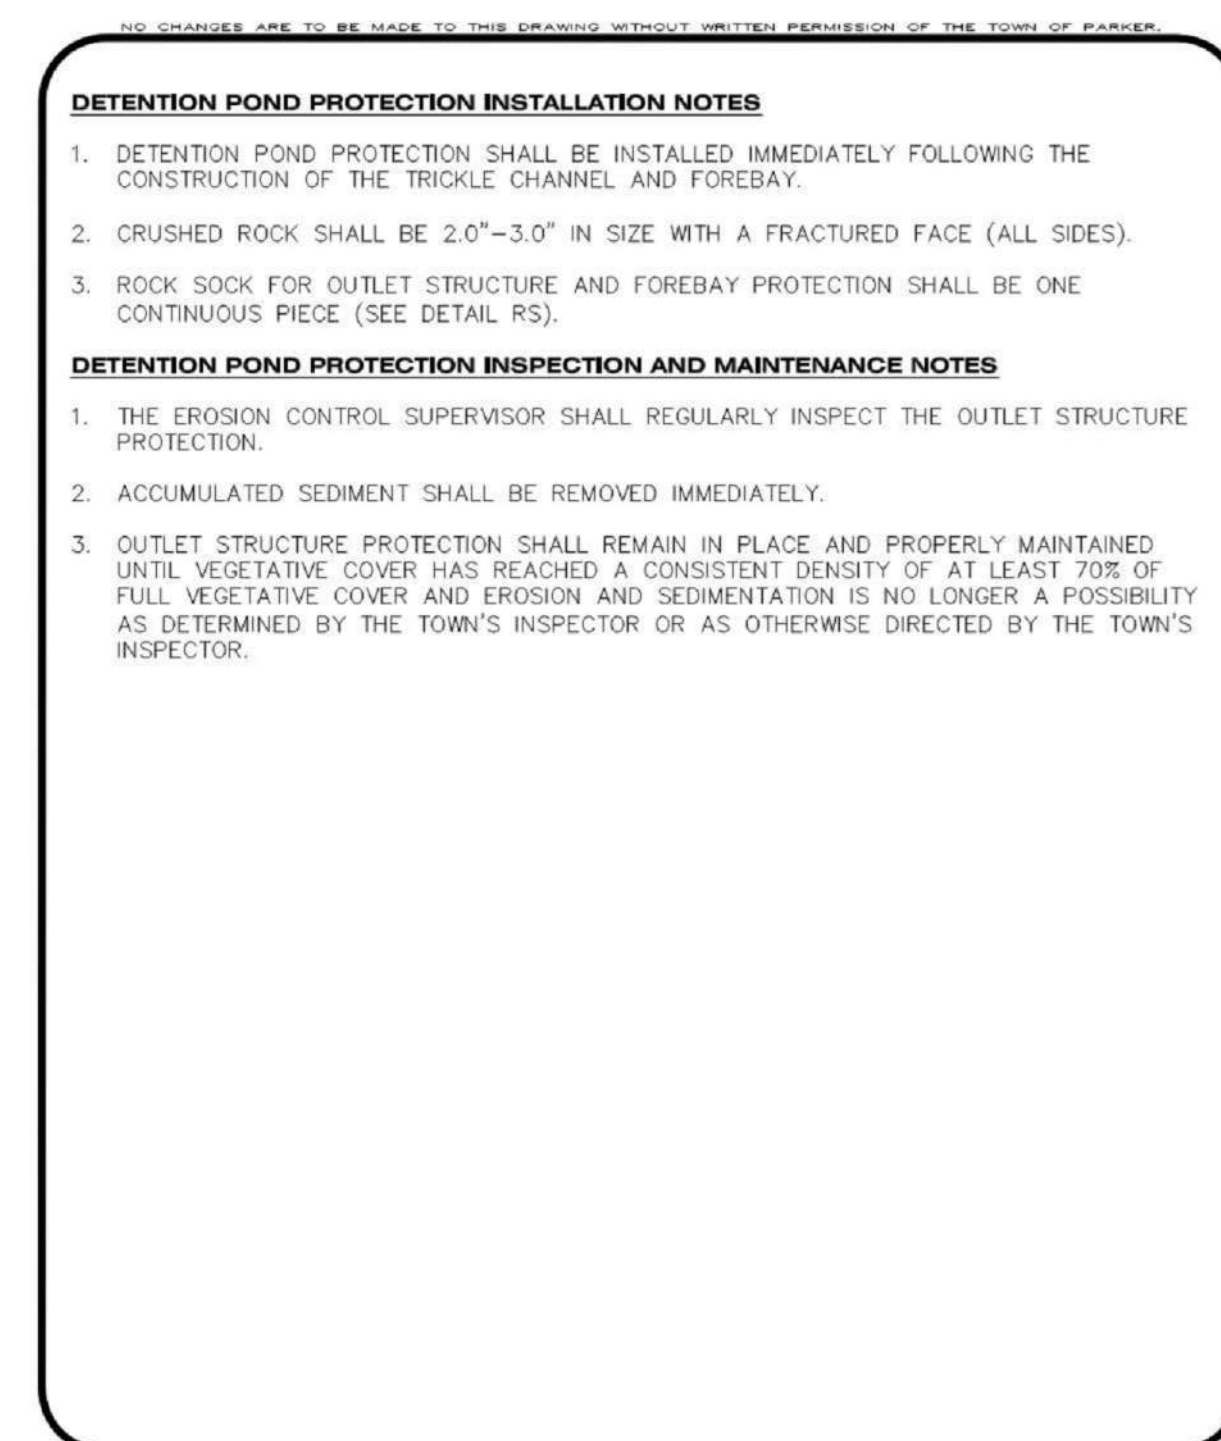 NO CHANGES ARE TO BE MADE TO THIS DRAWING WITHOUT WRITTEN PERMISSION OF THE TOWN OF PARKER.
DETENTION POND PROTECTION INSTALLATION NOTES
1. DETENTION POND PROTECTION SHALL BE INSTALLED IMMEDIATELY FOLLOWING THE
CONSTRUCTION OF THE TRICKLE CHANNEL AND FOREBAY.
2. CRUSHED ROCK SHALL BE 2.0"-3.0" IN SIZE WITH A FRACTURED FACE (ALL SIDES).
3. ROCK SOCK FOR OUTLET STRUCTURE AND FOREBAY PROTECTION SHALL BE ONE
CONTINUOUS PIECE (SEE DETAIL RS).
DETENTION POND PROTECTION INSPECTION AND MAINTENANCE NOTES
1. THE EROSION CONTROL SUPERVISOR SHALL REGULARLY INSPECT THE OUTLET STRUCTURE
PROTECTION.
2. ACCUMULATED SEDIMENT SHALL BE REMOVED IMMEDIATELY.
3. OUTLET STRUCTURE PROTECTION SHALL REMAIN IN PLACE AND PROPERLY MAINTAINED
UNTIL VEGETATIVE COVER HAS REACHED A CONSISTENT DENSITY OF AT LEAST 70% OF
FULL VEGETATIVE COVER AND EROSION AND SEDIMENTATION IS NO LONGER A POSSIBILITY
AS DETERMINED BY THE TOWN'S INSPECTOR OR AS OTHERWISE DIRECTED BY THE TOWN'S
INSPECTOR.